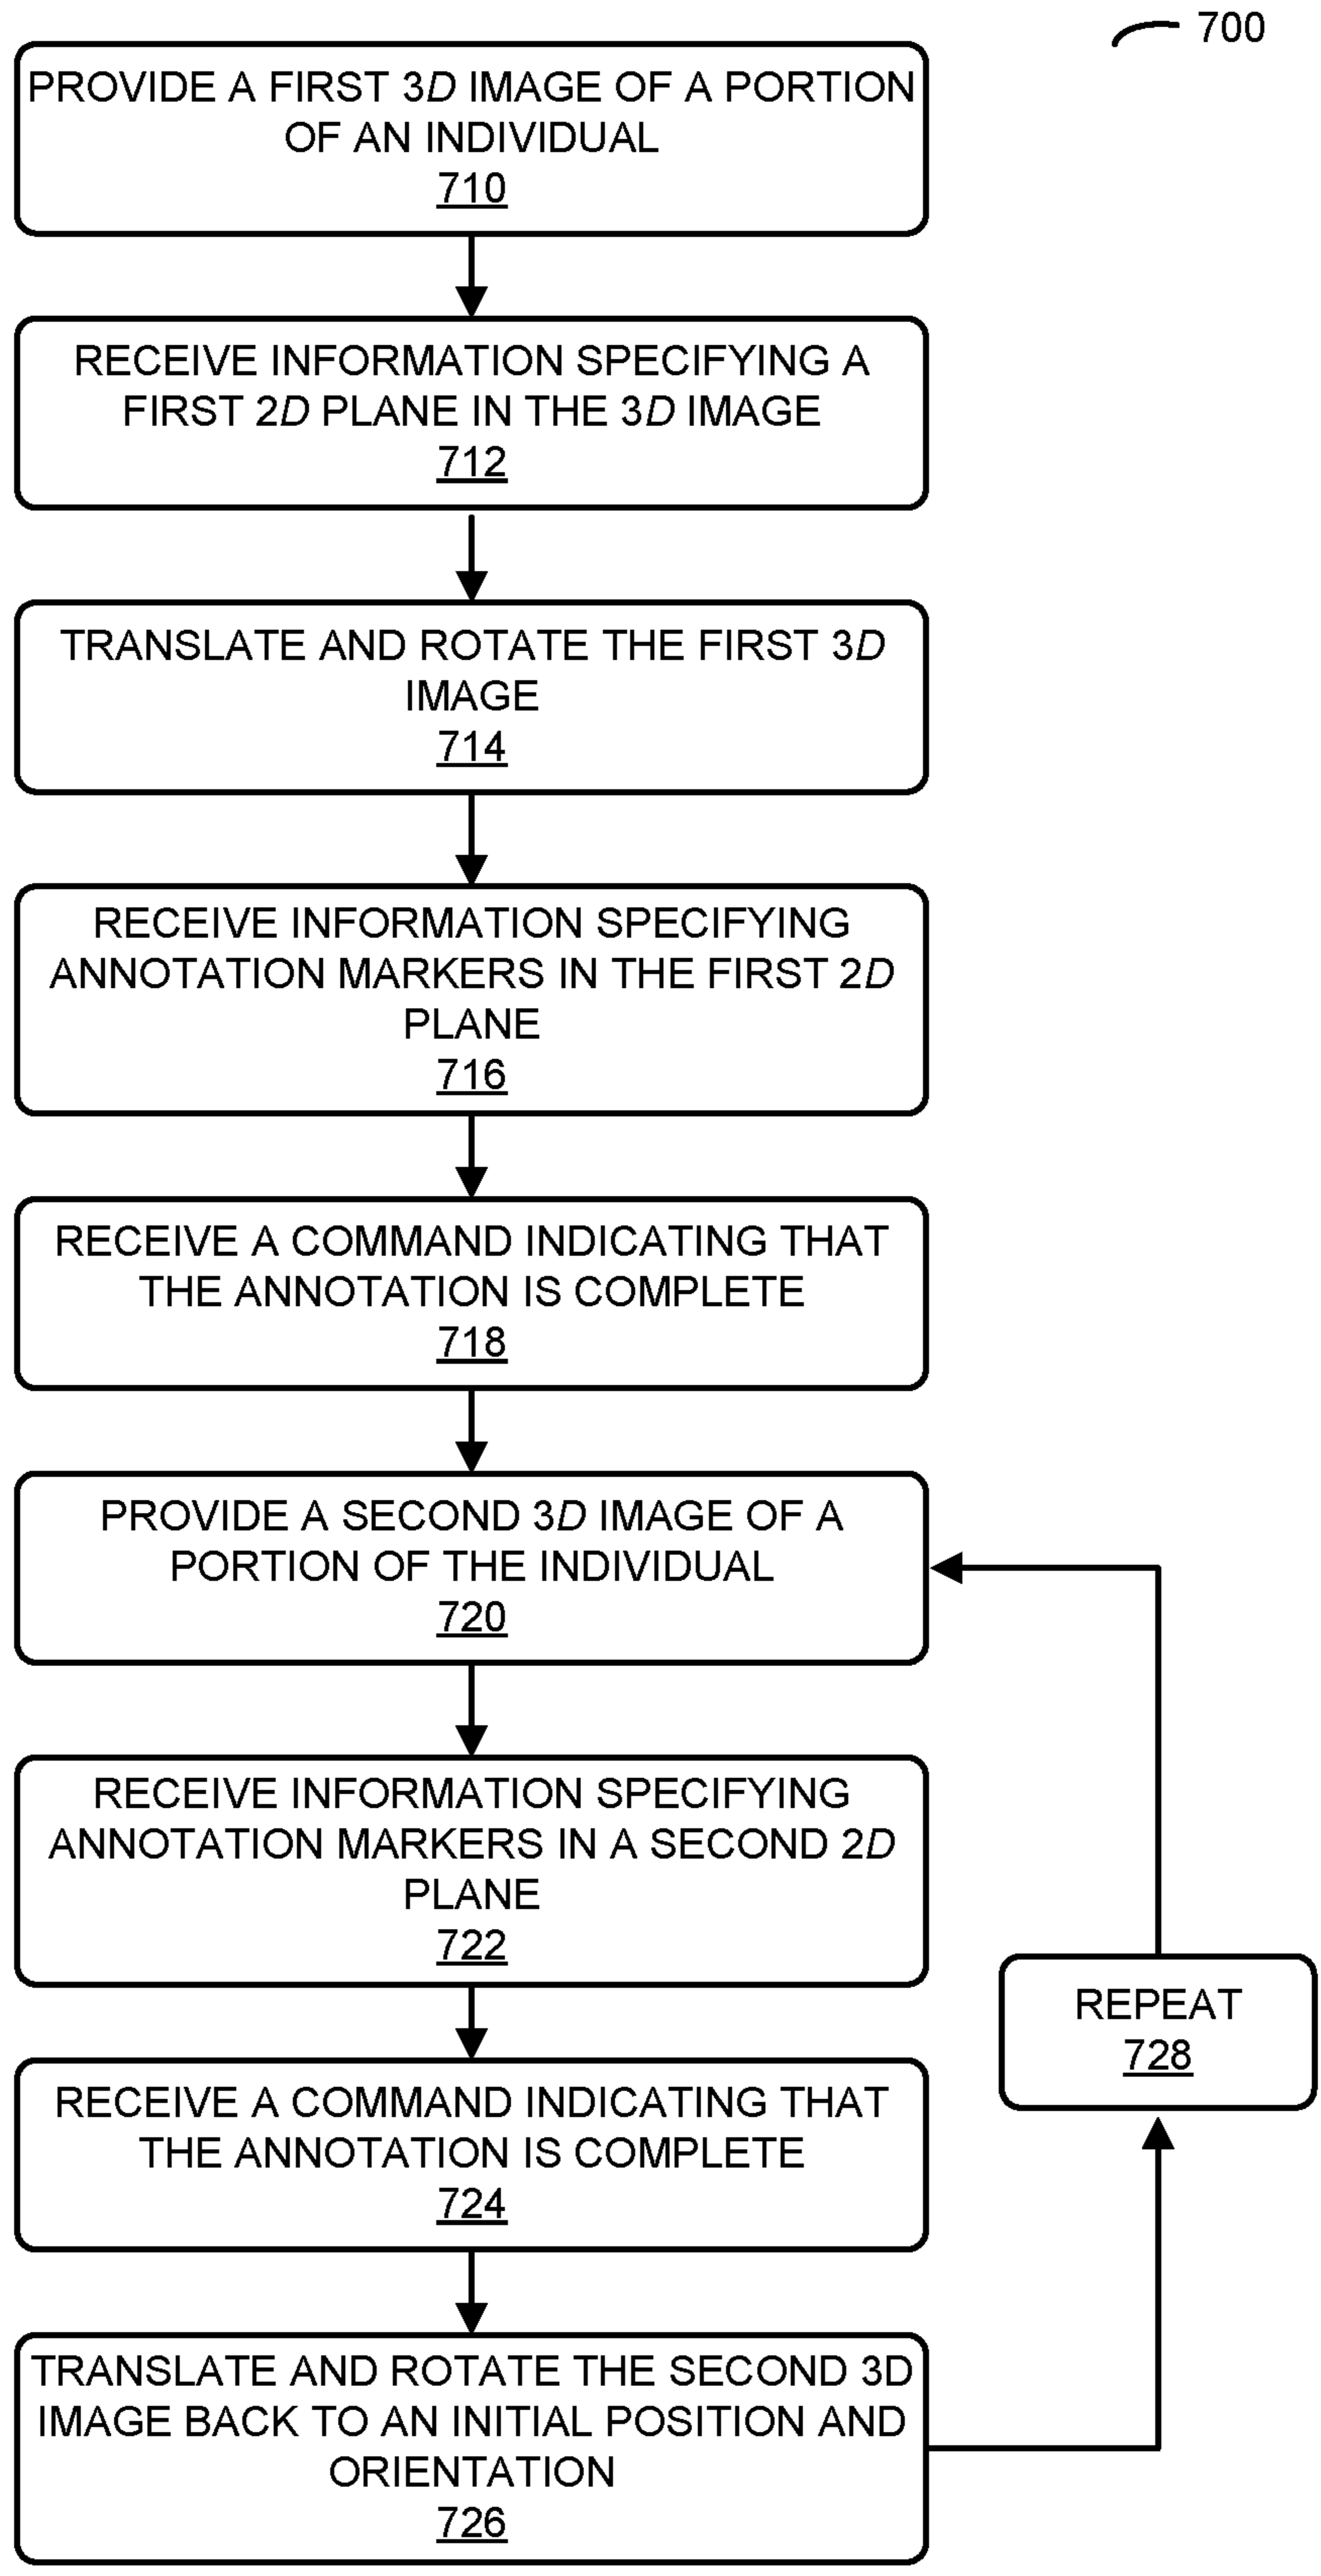 700
PROVIDE A FIRST 3D IMAGE OF A PORTION
OF AN INDIVIDUAL
710
RECEIVE INFORMATION SPECIFYING A
FIRST 2D PLANE IN THE 3D IMAGE
712
TRANSLATE AND ROTATE THE FIRST 3D
IMAGE
714
RECEIVE INFORMATION SPECIFYING
ANNOTATION MARKERS IN THE FIRST 2D
PLANE
716
RECEIVE A COMMAND INDICATING THAT
THE ANNOTATION IS COMPLETE
718
PROVIDE A SECOND 3D IMAGE OF A
PORTION OF THE INDIVIDUAL
720
RECEIVE INFORMATION SPECIFYING
ANNOTATION MARKERS IN A SECOND 2D
PLANE
722
RECEIVE A COMMAND INDICATING THAT
THE ANNOTATION IS COMPLETE
724
TRANSLATE AND ROTATE THE SECOND 3D
IMAGE BACK TO AN INITIAL POSITION AND
ORIENTATION
726
REPEAT
728